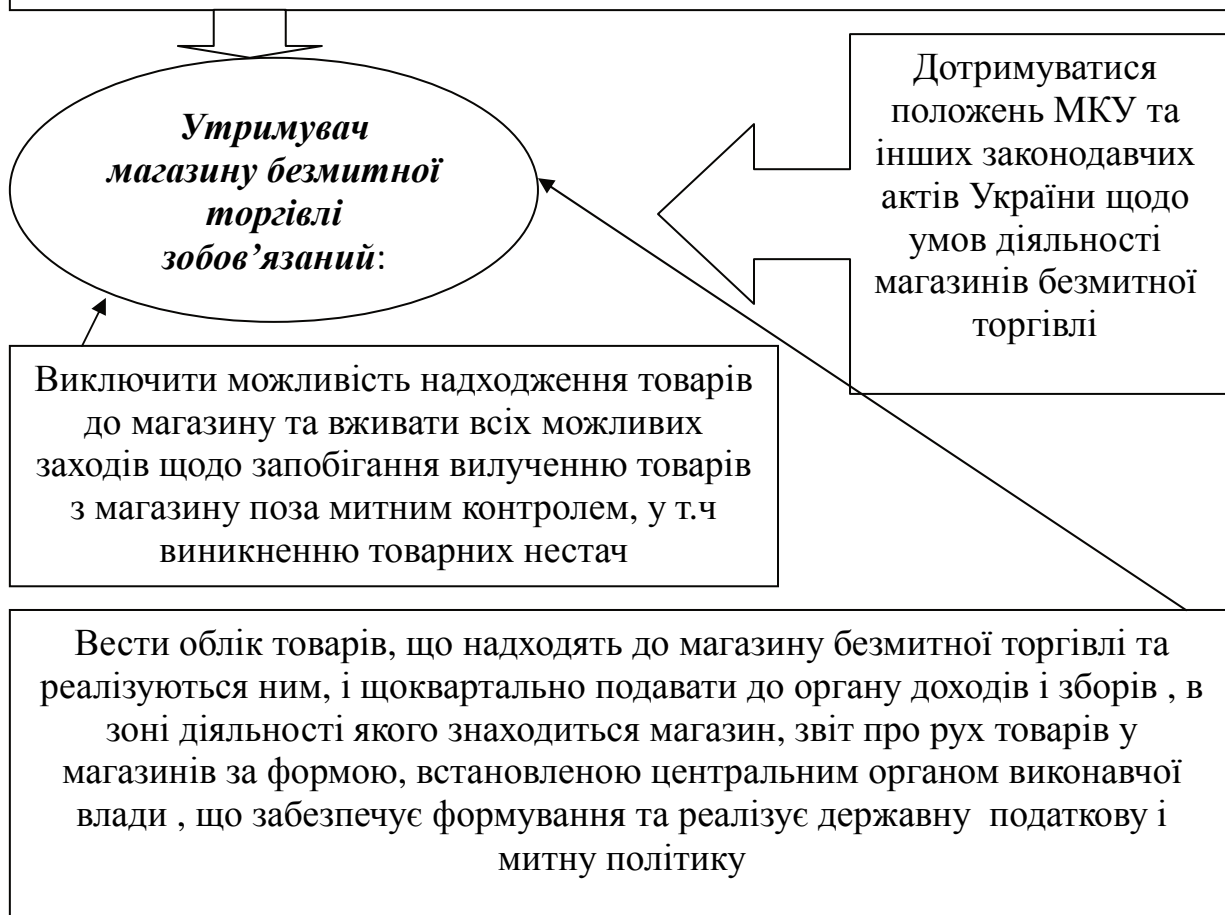 Утримувач
магазину безмитної
торгівлі
зобов’язаний:
Дотримуватися
положень МКУ та
інших законодавчих
актів України щодо
умов діяльності
магазинів безмитної
торгівлі
Виключити можливість надходження товарів
до магазину та вживати всіх можливих
заходів щодо запобігання вилученню товарів
з магазину поза митним контролем, у т.ч
виникненню товарних нестач
Вести облік товарів, що надходять до магазину безмитної торгівлі та
реалізуються ним, і щоквартально подавати до органу доходів і зборів , в
зоні діяльності якого знаходиться магазин, звіт про рух товарів у
магазинів за формою, встановленою центральним органом виконавчої
влади , що забезпечує формування та реалізує державну  податкову і
митну політику